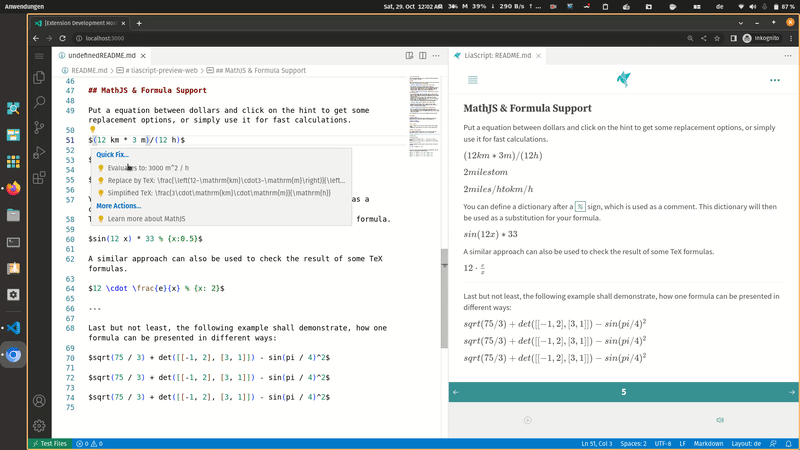 Anwendungen
Sat, 29. Oct 12:02 AM
38% M 39% D ↓ 290 B/s ↑ ...
de
87 %
[Extension Development Hos
localhost:3000
Inkognito
undefinedREADME.md
README.md > # liascript-preview-web > ## MathJS & Formula Support
46
47 ## MathJS & Formula Support
48
49 Put a equation between dollars and click on the hint to get some
replacement options, or simply use it for fast calculations.
50
51 $(12 km * 3 m)/(12 h)$
52
Quick Fix...
53 $
Evaluates to: 3000 m^2 / h
Replace by TeX: \frac{\left(12~\mathrm{km}\cdot3~\mathrm{m}\right)}{\left...
Simplified TeX: \frac{3\cdot\mathrm{km}\cdot\mathrm{m}}{\mathrm{h}}
More Actions...
as a
formula.
Learn more about MathJS
59
60 $sin(12 x) * 33 % {x:0.5}$
61
62 A similar approach can also be used to check the result of some TeX
formulas.
63
64 $12 \cdot \frac{e}{x} % {x: 2}$
65
66 ---
67
68 Last but not least, the following example shall demonstrate, how one
formula can be presented in different ways:
69
70 $sqrt(75 / 3) + det([[-1, 2], [3, 1]]) - sin(pi / 4)^2$
71
72 $sqrt(75 / 3) + det([[-1, 2], [3, 1]]) - sin(pi / 4)^2$
73
74 $sqrt(75 / 3) + det([[-1, 2], [3, 1]]) - sin(pi / 4)^2$
75
LiaScript: README.md
MathJS & Formula Support
Put a equation between dollars and click on the hint to get some replacement options, or simply
use it for fast calculations.
(12km * 3m)/(12h)
2milestom
2miles/htokm/h
You can define a dictionary after a % sign, which is used as a comment. This dictionary will then
be used as a substitution for your formula.
sin(12x) * 33
A similar approach can also be used to check the result of some TeX formulas.
12 · e/x
Last but not least, the following example shall demonstrate, how one formula can be presented in
different ways:
sqrt(75/3) + det([[−1, 2], [3, 1]]) − sin(pi/4)²
sqrt(75/3) + det([[−1, 2], [3, 1]]) − sin(pi/4)²
sqrt(75/3) + det([[−1, 2], [3, 1]]) − sin(pi/4)²
5
Test Files
0 0
Ln 51, Col 3
Spaces: 2
UTF-8
LF
Markdown
Layout: de